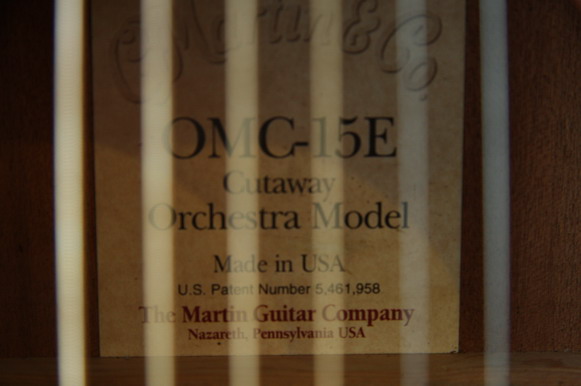 Martin & Co
OMC-15E
Cutaway
Orchestra Model
Made in USA
U.S. Patent Number 5,461,958
The Martin Guitar Company
Nazareth, Pennsylvania USA